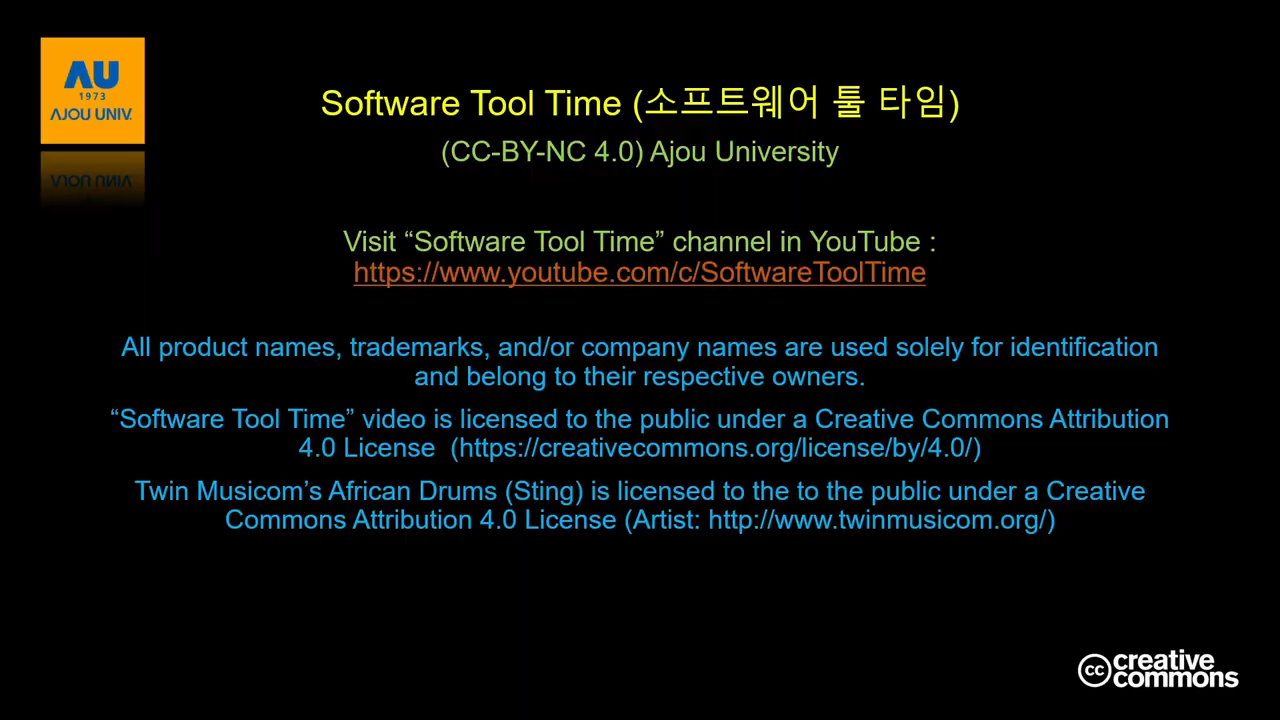 AU
1973
AJOU UNIV.
Software Tool Time (소프트웨어 툴 타임)
(CC-BY-NC 4.0) Ajou University
Visit “Software Tool Time” channel in YouTube :
https://www.youtube.com/c/SoftwareToolTime
All product names, trademarks, and/or company names are used solely for identification
and belong to their respective owners.
“Software Tool Time” video is licensed to the public under a Creative Commons Attribution
4.0 License (https://creativecommons.org/license/by/4.0/)
Twin Musicom’s African Drums (Sting) is licensed to the to the public under a Creative
Commons Attribution 4.0 License (Artist: http://www.twinmusicom.org/)
cc creative
commons